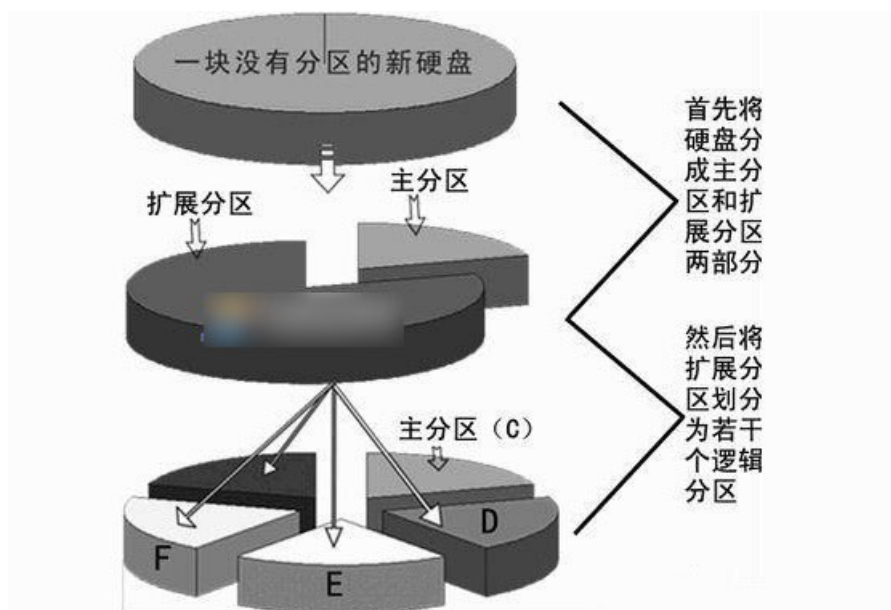 一块没有分区的新硬盘
扩展分区
主分区
首先将
硬盘分
成主分
区和扩
展分区
两部分
主分区（C）
然后将
扩展分
区划分
为若干
个逻辑
分区
D
F
E